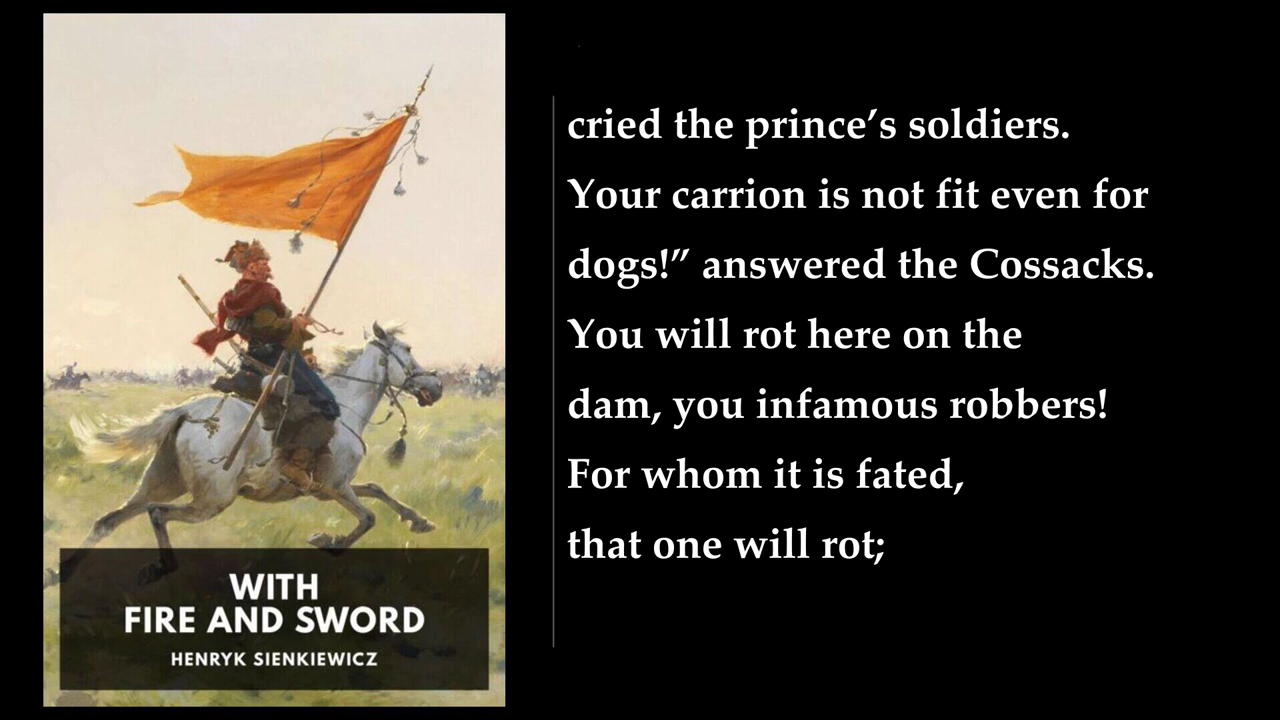 WITH
FIRE AND SWORD
HENRYK SIENKIEWICZ
cried the prince’s soldiers.
Your carrion is not fit even for
dogs!” answered the Cossacks.
You will rot here on the
dam, you infamous robbers!
For whom it is fated,
that one will rot;